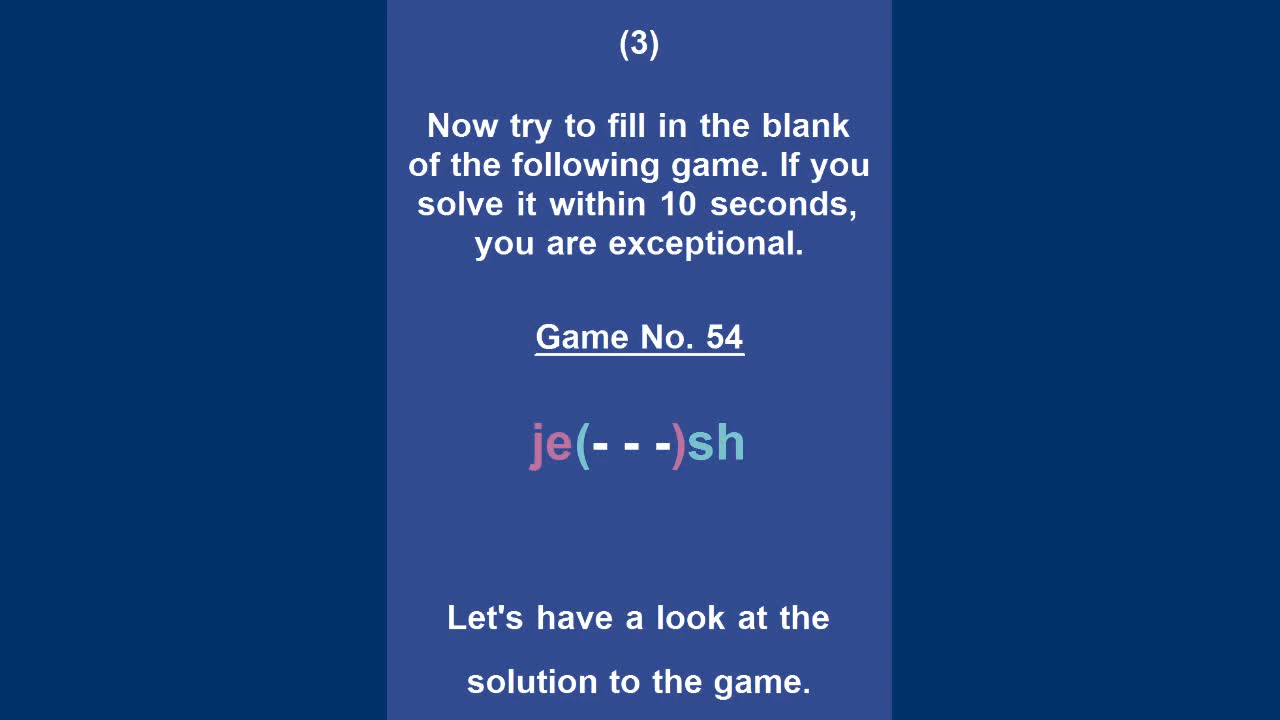 (3)
Now try to fill in the blank
of the following game. If you
solve it within 10 seconds,
you are exceptional.
Game No. 54
je(- - -)sh
Let's have a look at the
solution to the game.